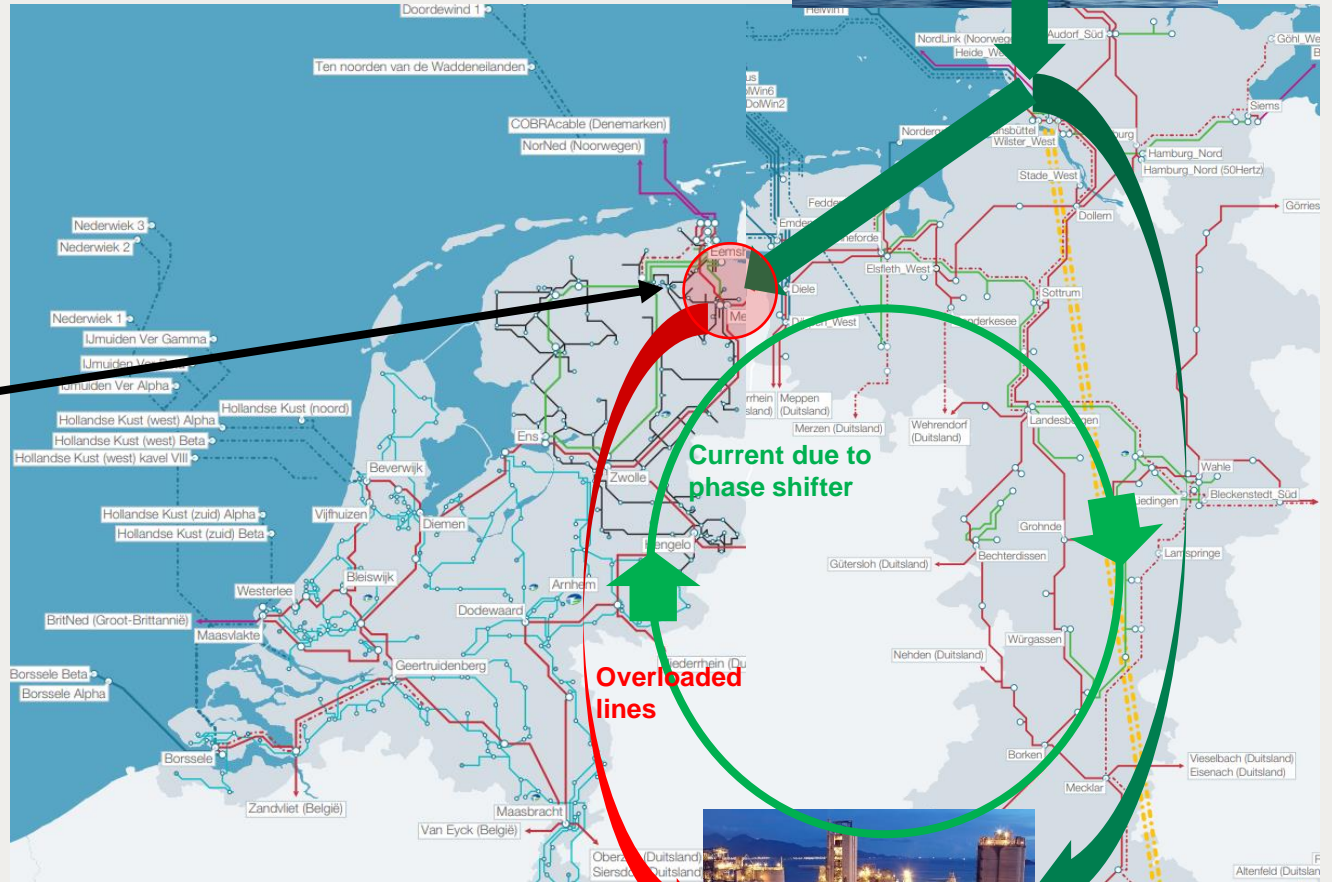 Doordewind 1
HelWin1
NordLink (Noorweg
Audorf_Süd
Göhl_We
Heide_We
Ten noorden van de Waddeneilanden
DolWin6
DolWin2
COBRAcable (Denemarken)
NorNed (Noorwegen)
Siems
Wilster_West
Hamburg_Nord
Hamburg_Nord (50Hertz)
Stade_West
Dollern
Görries
Nederwiek 3
Nederwiek 2
Elsfleth_West
Diele
Sottrum
Nederwiek 1
IJmuiden Ver Gamma
IJmuiden Ver Alpha
Hollandse Kust (noord)
Hollandse Kust (west) Alpha
Hollandse Kust (west) Beta
Hollandse Kust (west) kavel VIII
Meppen
(Duitsland)
Merzen (Duitsland)
Wehrendorf
(Duitsland)
Landesbergen
Ens
Zwolle
Current due to
phase shifter
Beverwijk
Vijfhuizen
Diemen
Wahle
Bleckenstedt_Süd
Hollandse Kust (zuid) Alpha
Hollandse Kust (zuid) Beta
Grohnde
Lamspringe
Bechterdissen
Gütersloh (Duitsland)
Bleiswijk
Arnhem
Westerlee
Dodewaard
BritNed (Groot-Brittannië)
Maasvlakte
Würgassen
Nehden (Duitsland)
Geertruidenberg
Overloaded
lines
Borssele Beta
Borssele Alpha
Borssele
Borken
Vieselbach (Duitsland)
Eisenach (Duitsland)
Mecklar
Zandvliet (België)
Maasbracht
Van Eyck (België)
(Duitsland)
Altenfeld (Duitslan